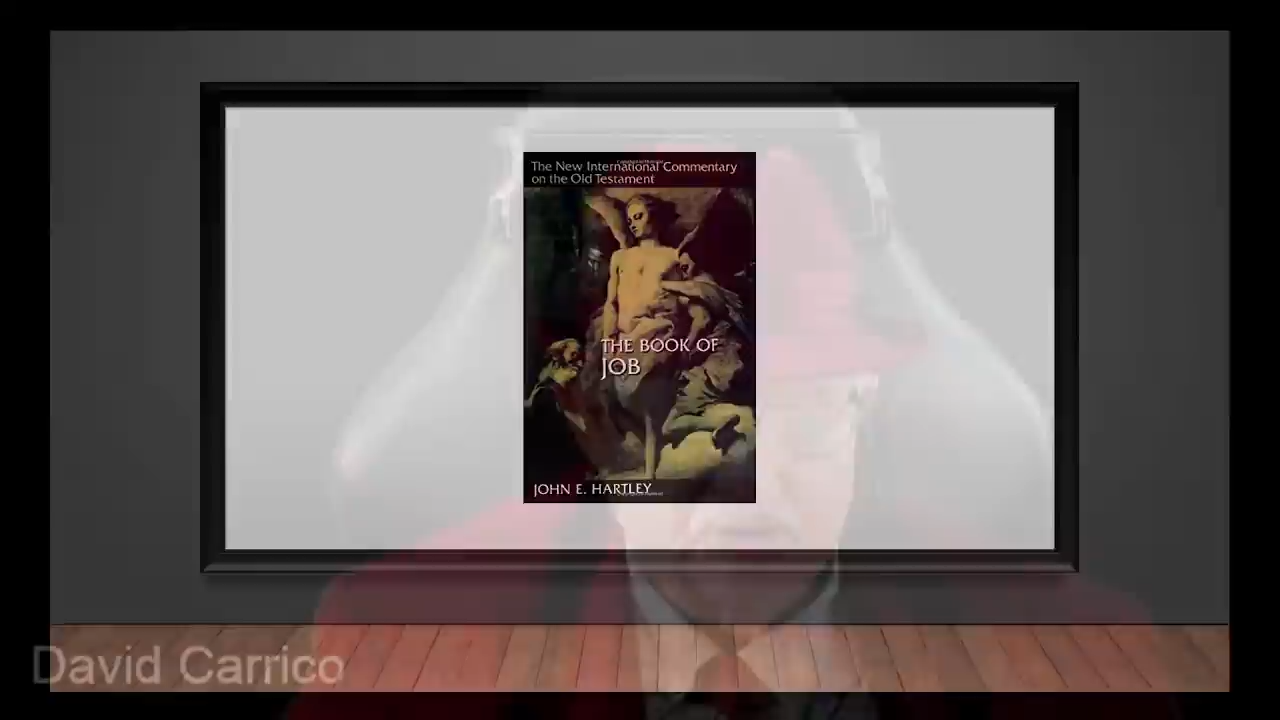 The New International Commentary
on the Old Testament
THE BOOK OF
JOB
JOHN E. HARTLEY
David Carrico